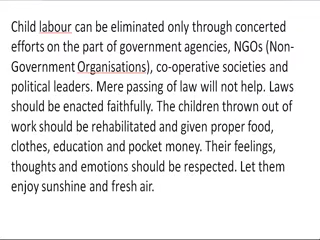 Child labour can be eliminated only through concerted
efforts on the part of government agencies, NGOs (Non-
Government Organisations), co-operative societies and
political leaders. Mere passing of law will not help. Laws
should be enacted faithfully. The children thrown out of
work should be rehabilitated and given proper food,
clothes, education and pocket money. Their feelings,
thoughts and emotions should be respected. Let them
enjoy sunshine and fresh air.